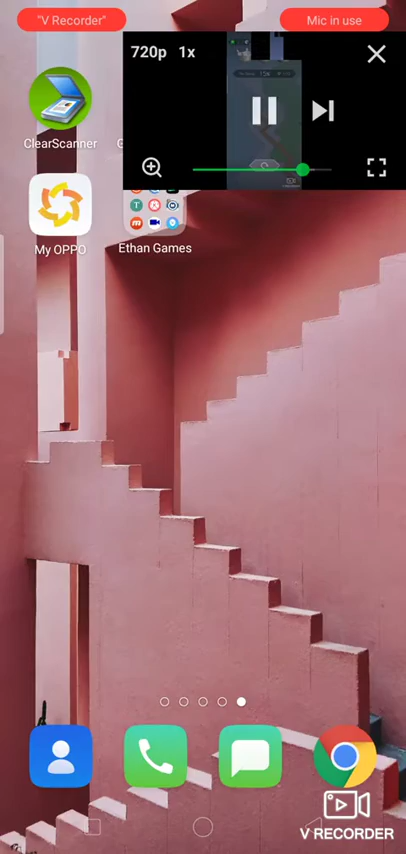 "V Recorder"
Mic in use
720p 1x
ClearScanner
G
My OPPO
Ethan Games
V RECORDER